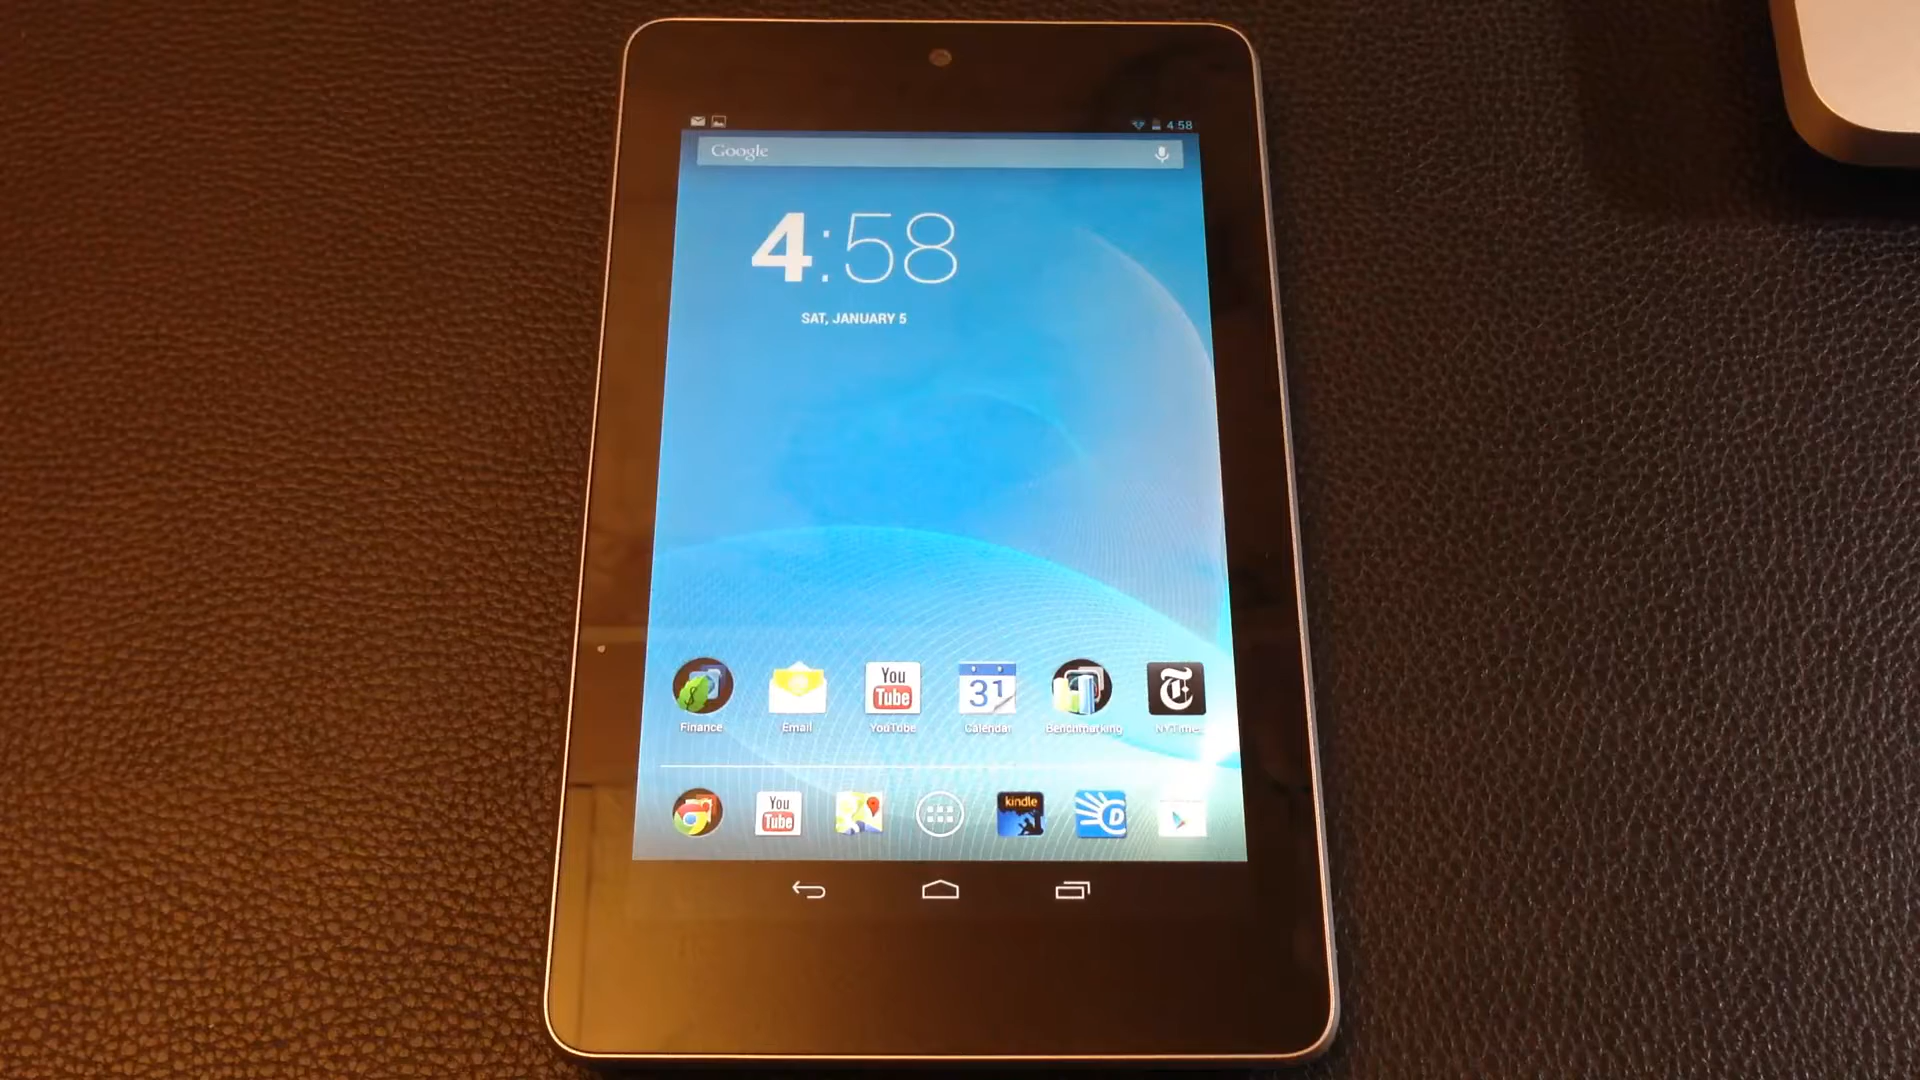 4:58
Google
4:58
SAT, JANUARY 5
You Tube
31
Finance
Email
YouTube
Calendar
Benchmarking
NYTime
You Tube
kindle
D